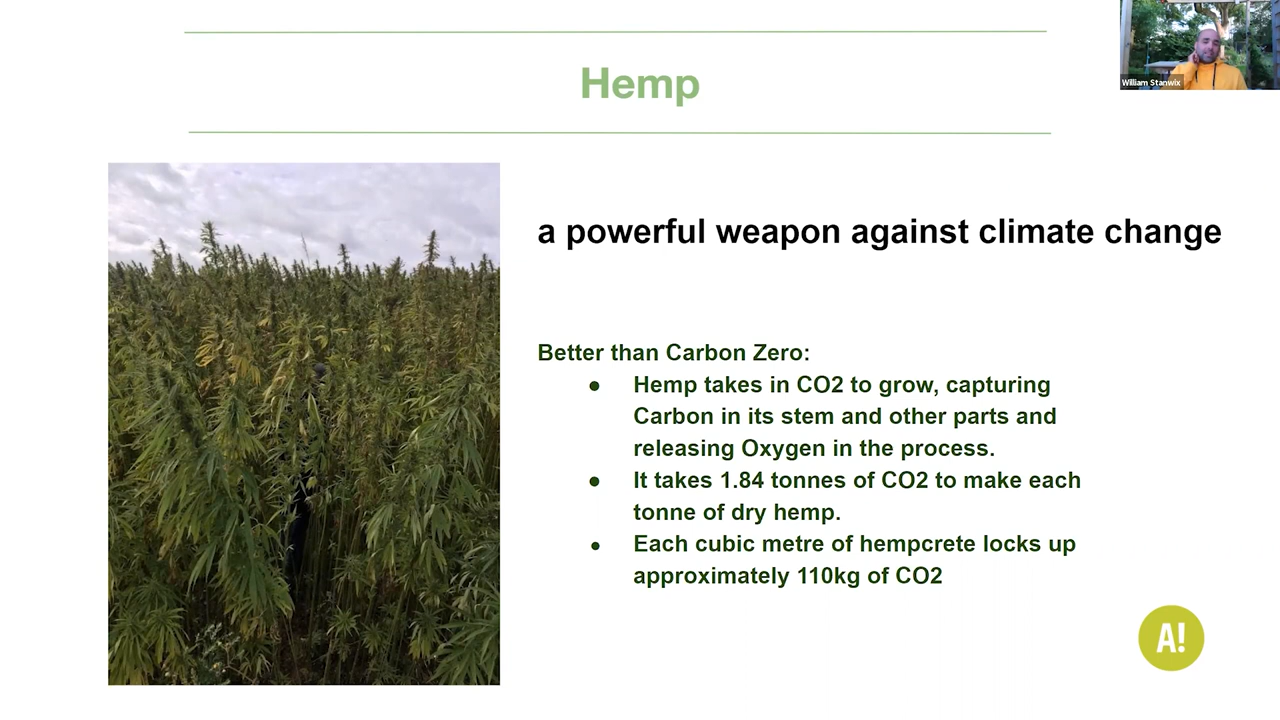 Hemp
William Stanwix
a powerful weapon against climate change
Better than Carbon Zero:
● Hemp takes in CO2 to grow, capturing
Carbon in its stem and other parts and
releasing Oxygen in the process.
● It takes 1.84 tonnes of CO2 to make each
tonne of dry hemp.
● Each cubic metre of hempcrete locks up
approximately 110kg of CO2
A!